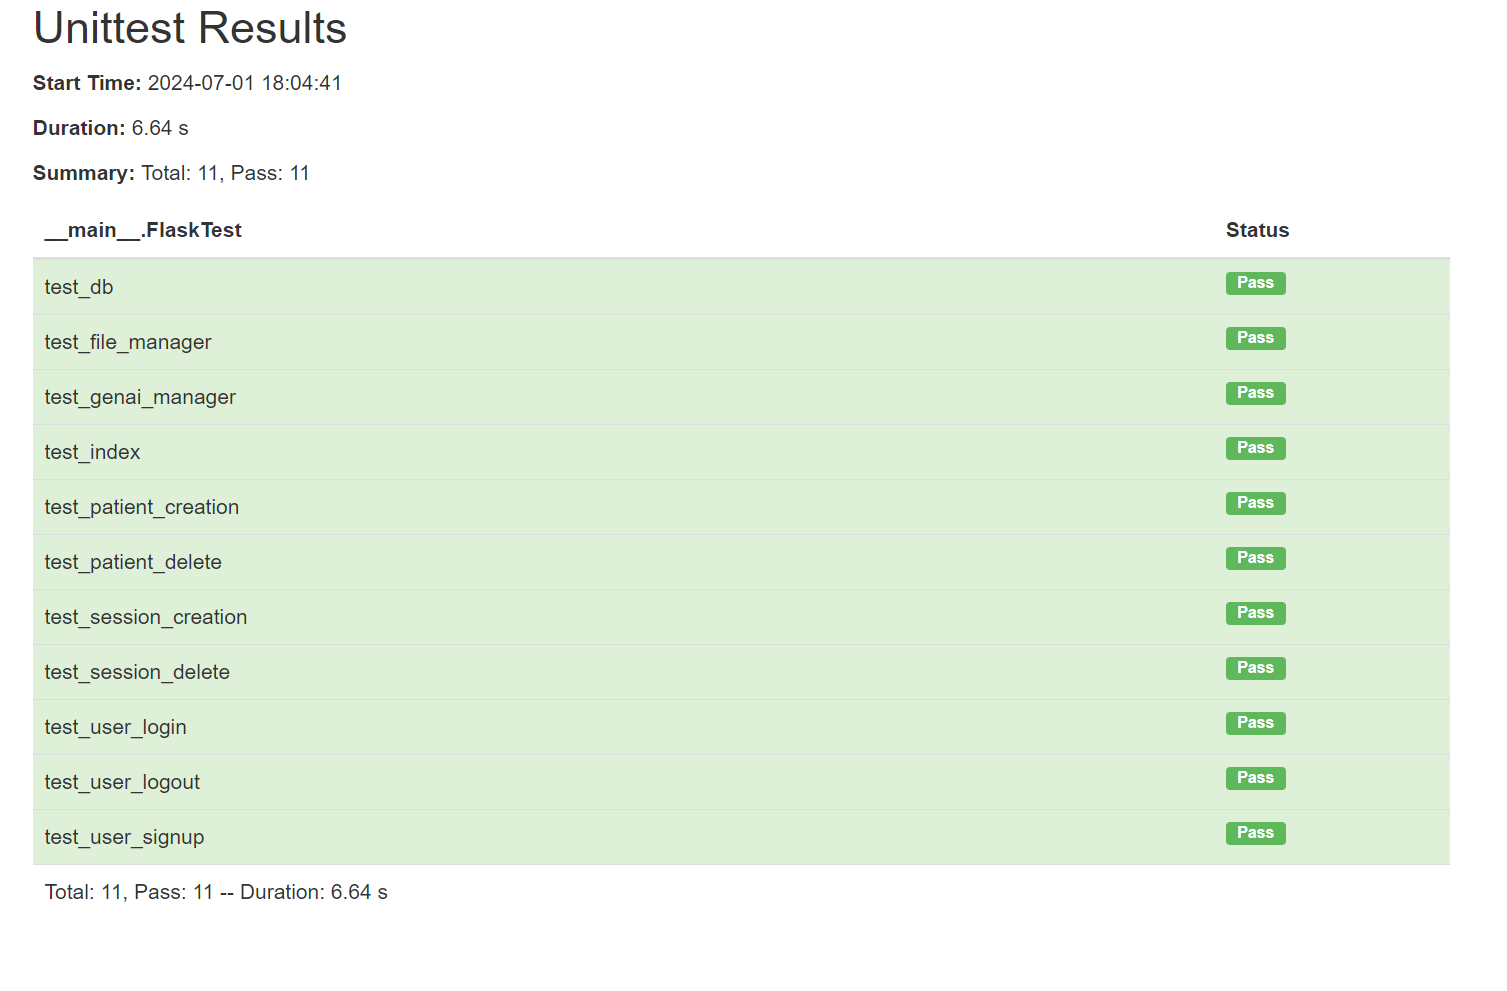 Unittest Results
Start Time: 2024-07-01 18:04:41
Duration: 6.64 s
Summary: Total: 11, Pass: 11
__main__.FlaskTest Status
test_db Pass
test_file_manager Pass
test_genai_manager Pass
test_index Pass
test_patient_creation Pass
test_patient_delete Pass
test_session_creation Pass
test_session_delete Pass
test_user_login Pass
test_user_logout Pass
test_user_signup Pass
Total: 11, Pass: 11 -- Duration: 6.64 s